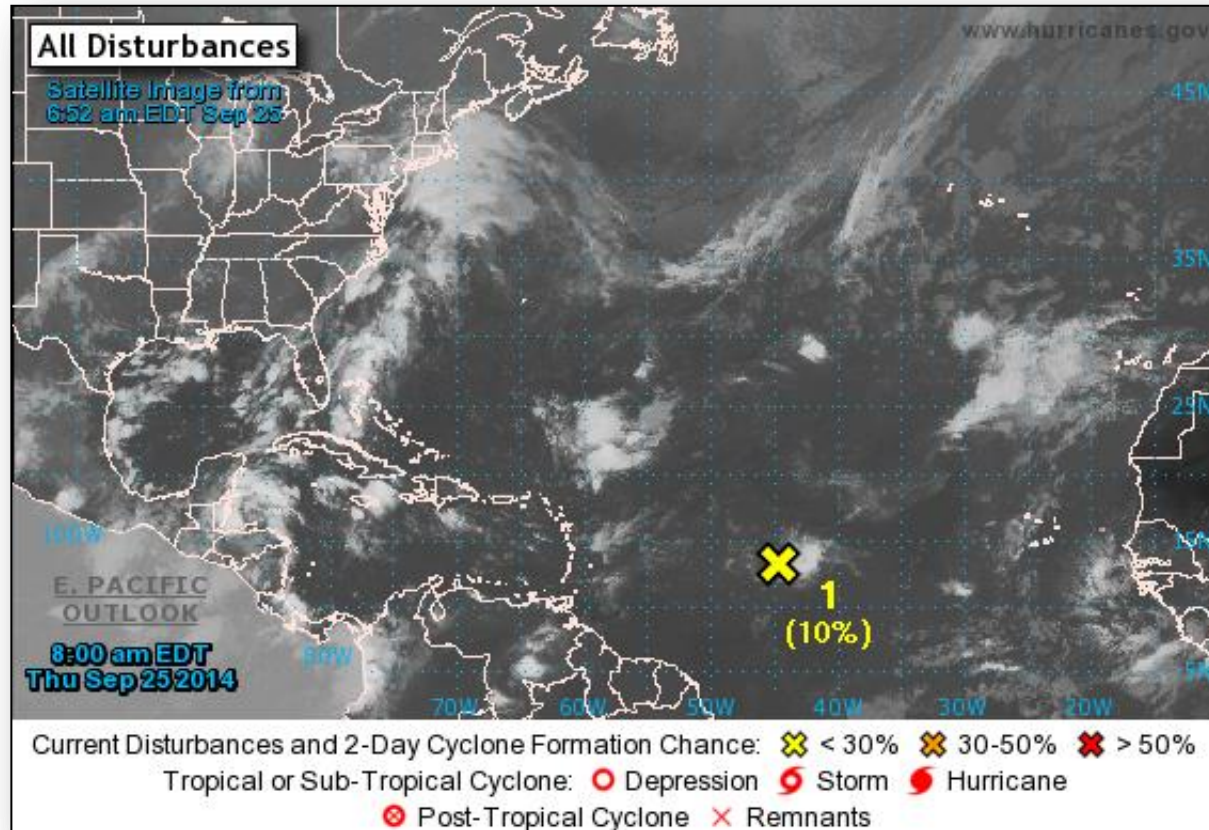 All Disturbances
www.hurricanes.gov
Satellite Image from
6:52 am EDT Sep 25
45N
35N
25N
15N
5N
100W
E. PACIFIC
OUTLOOK
1
(10%)
8:00 am EDT
Thu Sep 25 2014
80W
70W 60W 50W 40W 30W 20W
Current Disturbances and 2-Day Cyclone Formation Chance: < 30% 30-50% > 50%
Tropical or Sub-Tropical Cyclone: Depression Storm Hurricane
Post-Tropical Cyclone Remnants